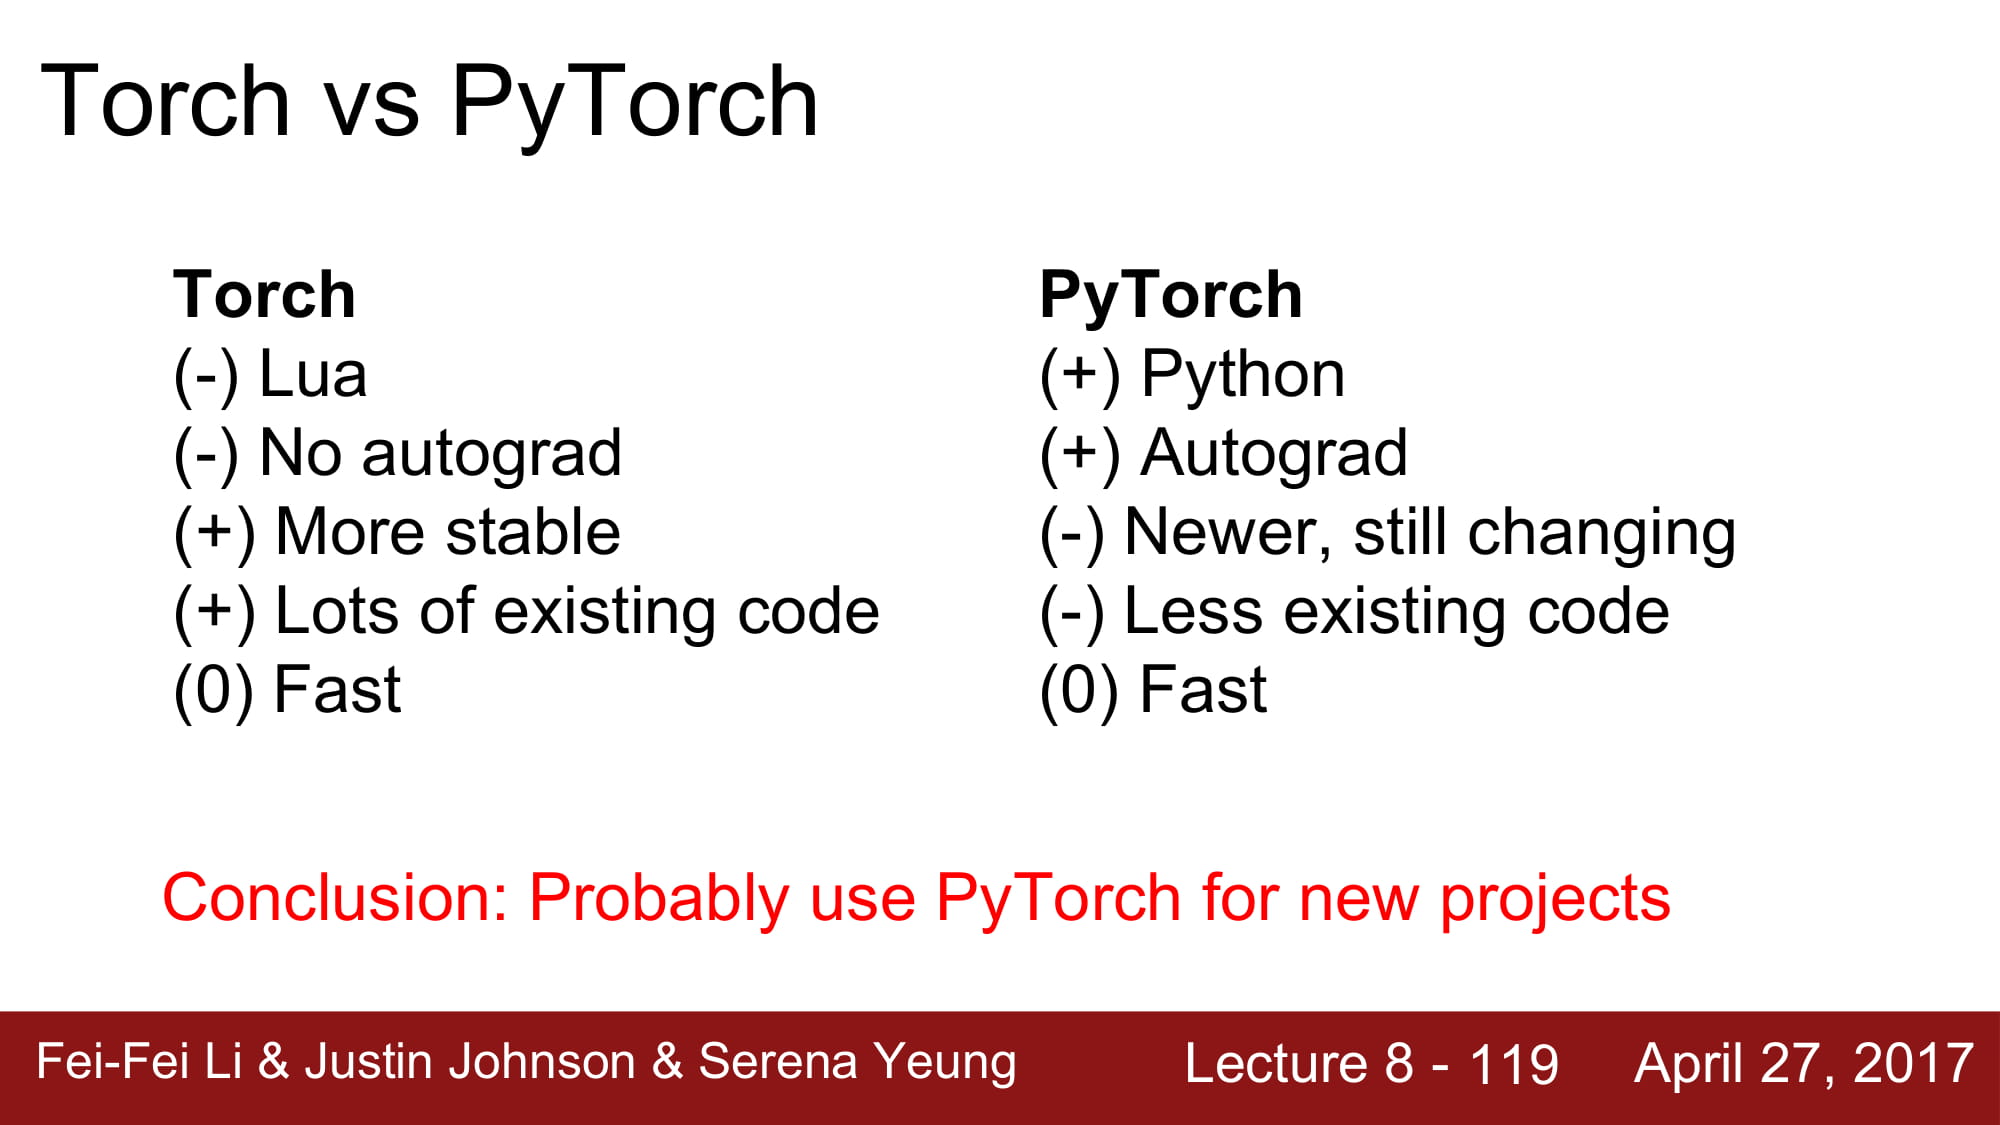 Torch vs PyTorch
Torch
(-) Lua
(-) No autograd
(+) More stable
(+) Lots of existing code
(0) Fast
PyTorch
(+) Python
(+) Autograd
(-) Newer, still changing
(-) Less existing code
(0) Fast
Conclusion: Probably use PyTorch for new projects
Fei-Fei Li & Justin Johnson & Serena Yeung
Lecture 8 - 119
April 27, 2017